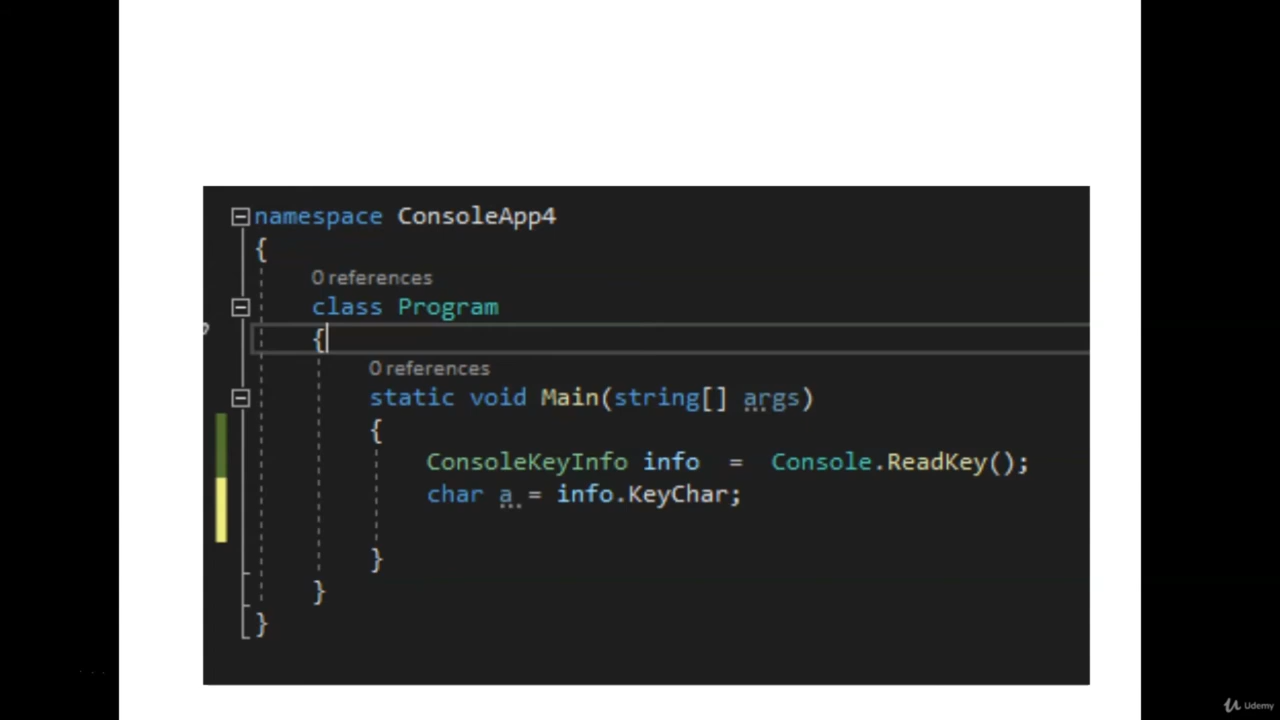 namespace ConsoleApp4
{
0 references
class Program
{
0 references
static void Main(string[] args)
{
ConsoleKeyInfo info  =  Console.ReadKey();
char a = info.KeyChar;
}
}
}
Udemy